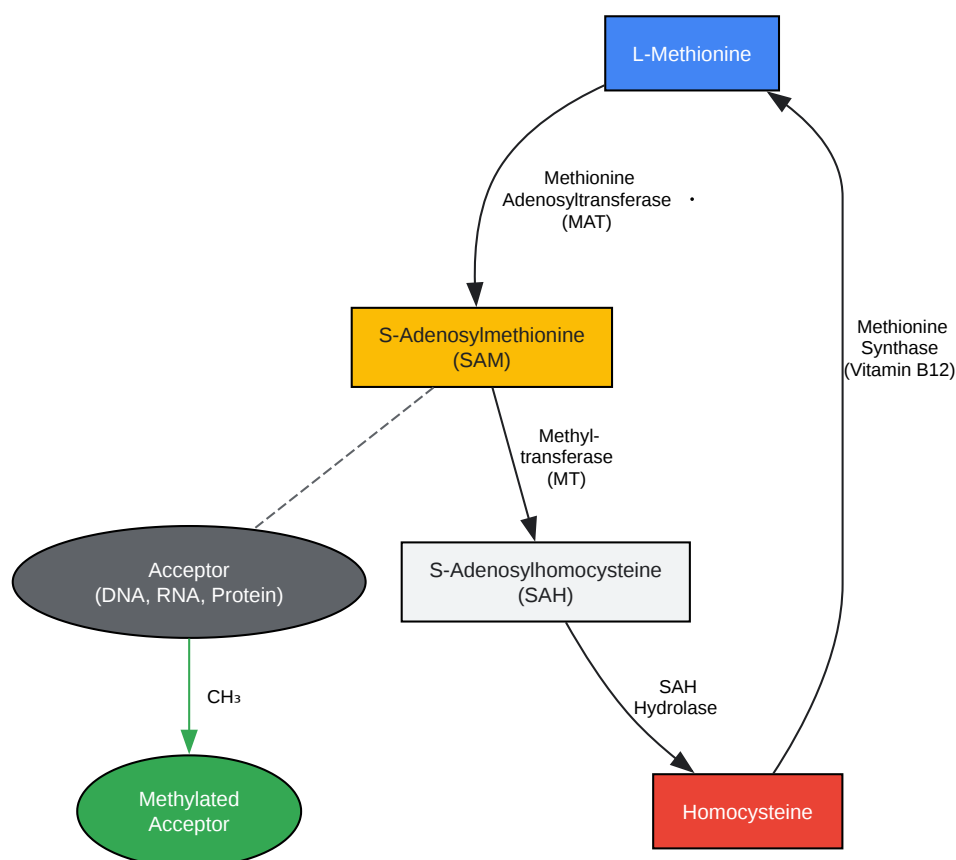 L-Methionine
Methionine
Adenosyltransferase
(MAT)
S-Adenosylmethionine
(SAM)
Methionine
Synthase
(Vitamin B12)
Methyl-
transferase
(MT)
Acceptor
(DNA, RNA, Protein)
S-Adenosylhomocysteine
(SAH)
CH₃
SAH
Hydrolase
Methylated
Acceptor
Homocysteine